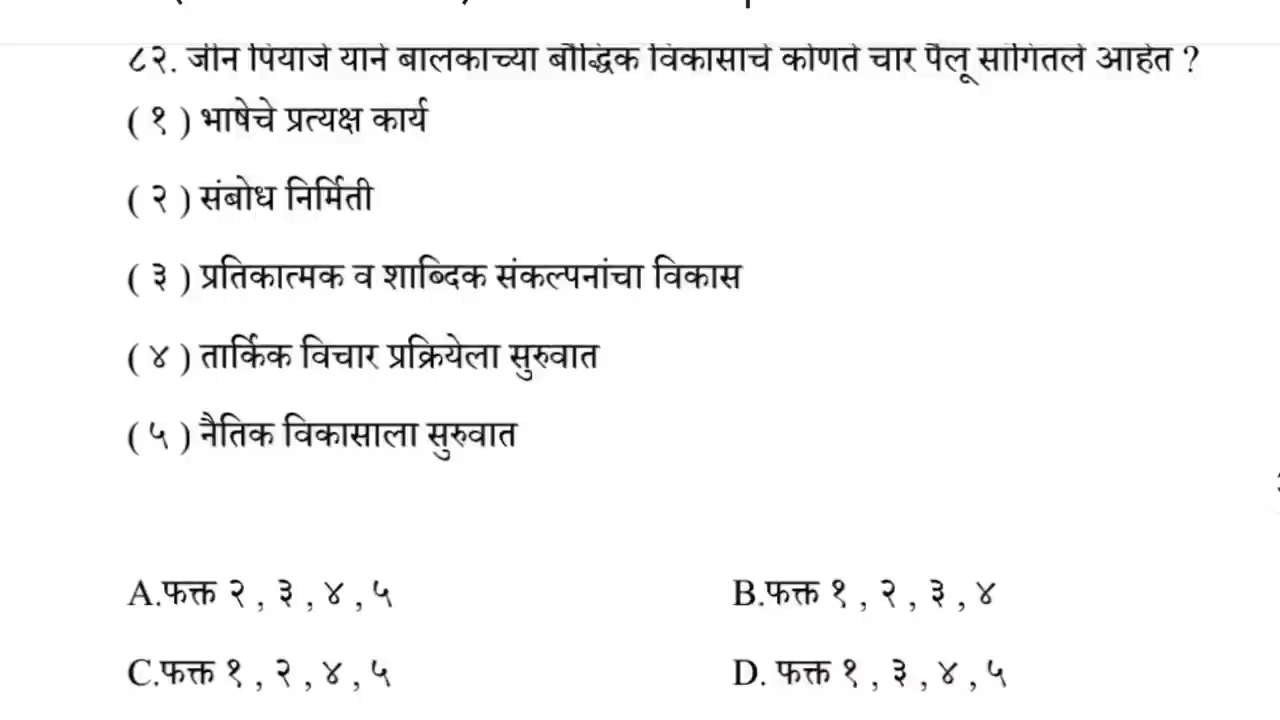 ८२. जीन पियाजे याने बालकाच्या बौद्धिक विकासाचे कोणते चार पैलू सांगितले आहेत ?
( १ ) भाषेचे प्रत्यक्ष कार्य
( २ ) संबोध निर्मिती
( ३ ) प्रतिकात्मक व शाब्दिक संकल्पनांचा विकास
( ४ ) तार्किक विचार प्रक्रियेला सुरुवात
( ५ ) नैतिक विकासाला सुरुवात
A.फक्त २ , ३ , ४ , ५
B.फक्त १ , २ , ३ , ४
C.फक्त १ , २ , ४ , ५
D. फक्त १ , ३ , ४ , ५